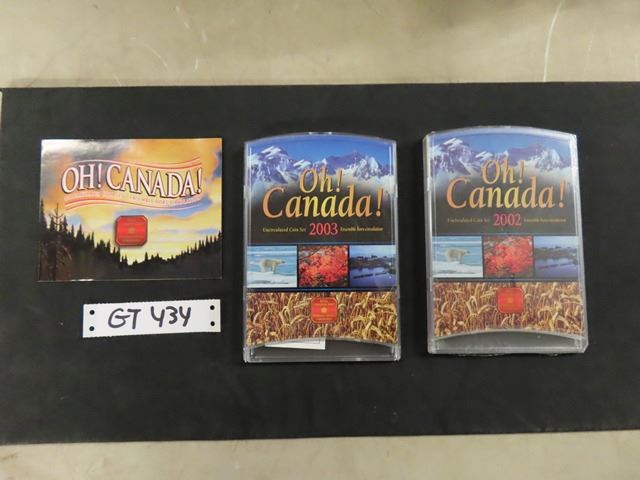 OH! CANADA!
GT 434
Oh!
Canada!
Uncirculated Coin Set 2003 Ensemble hors-circulation
Oh!
Canada!
Uncirculated Coin Set 2002 Ensemble hors-circulation